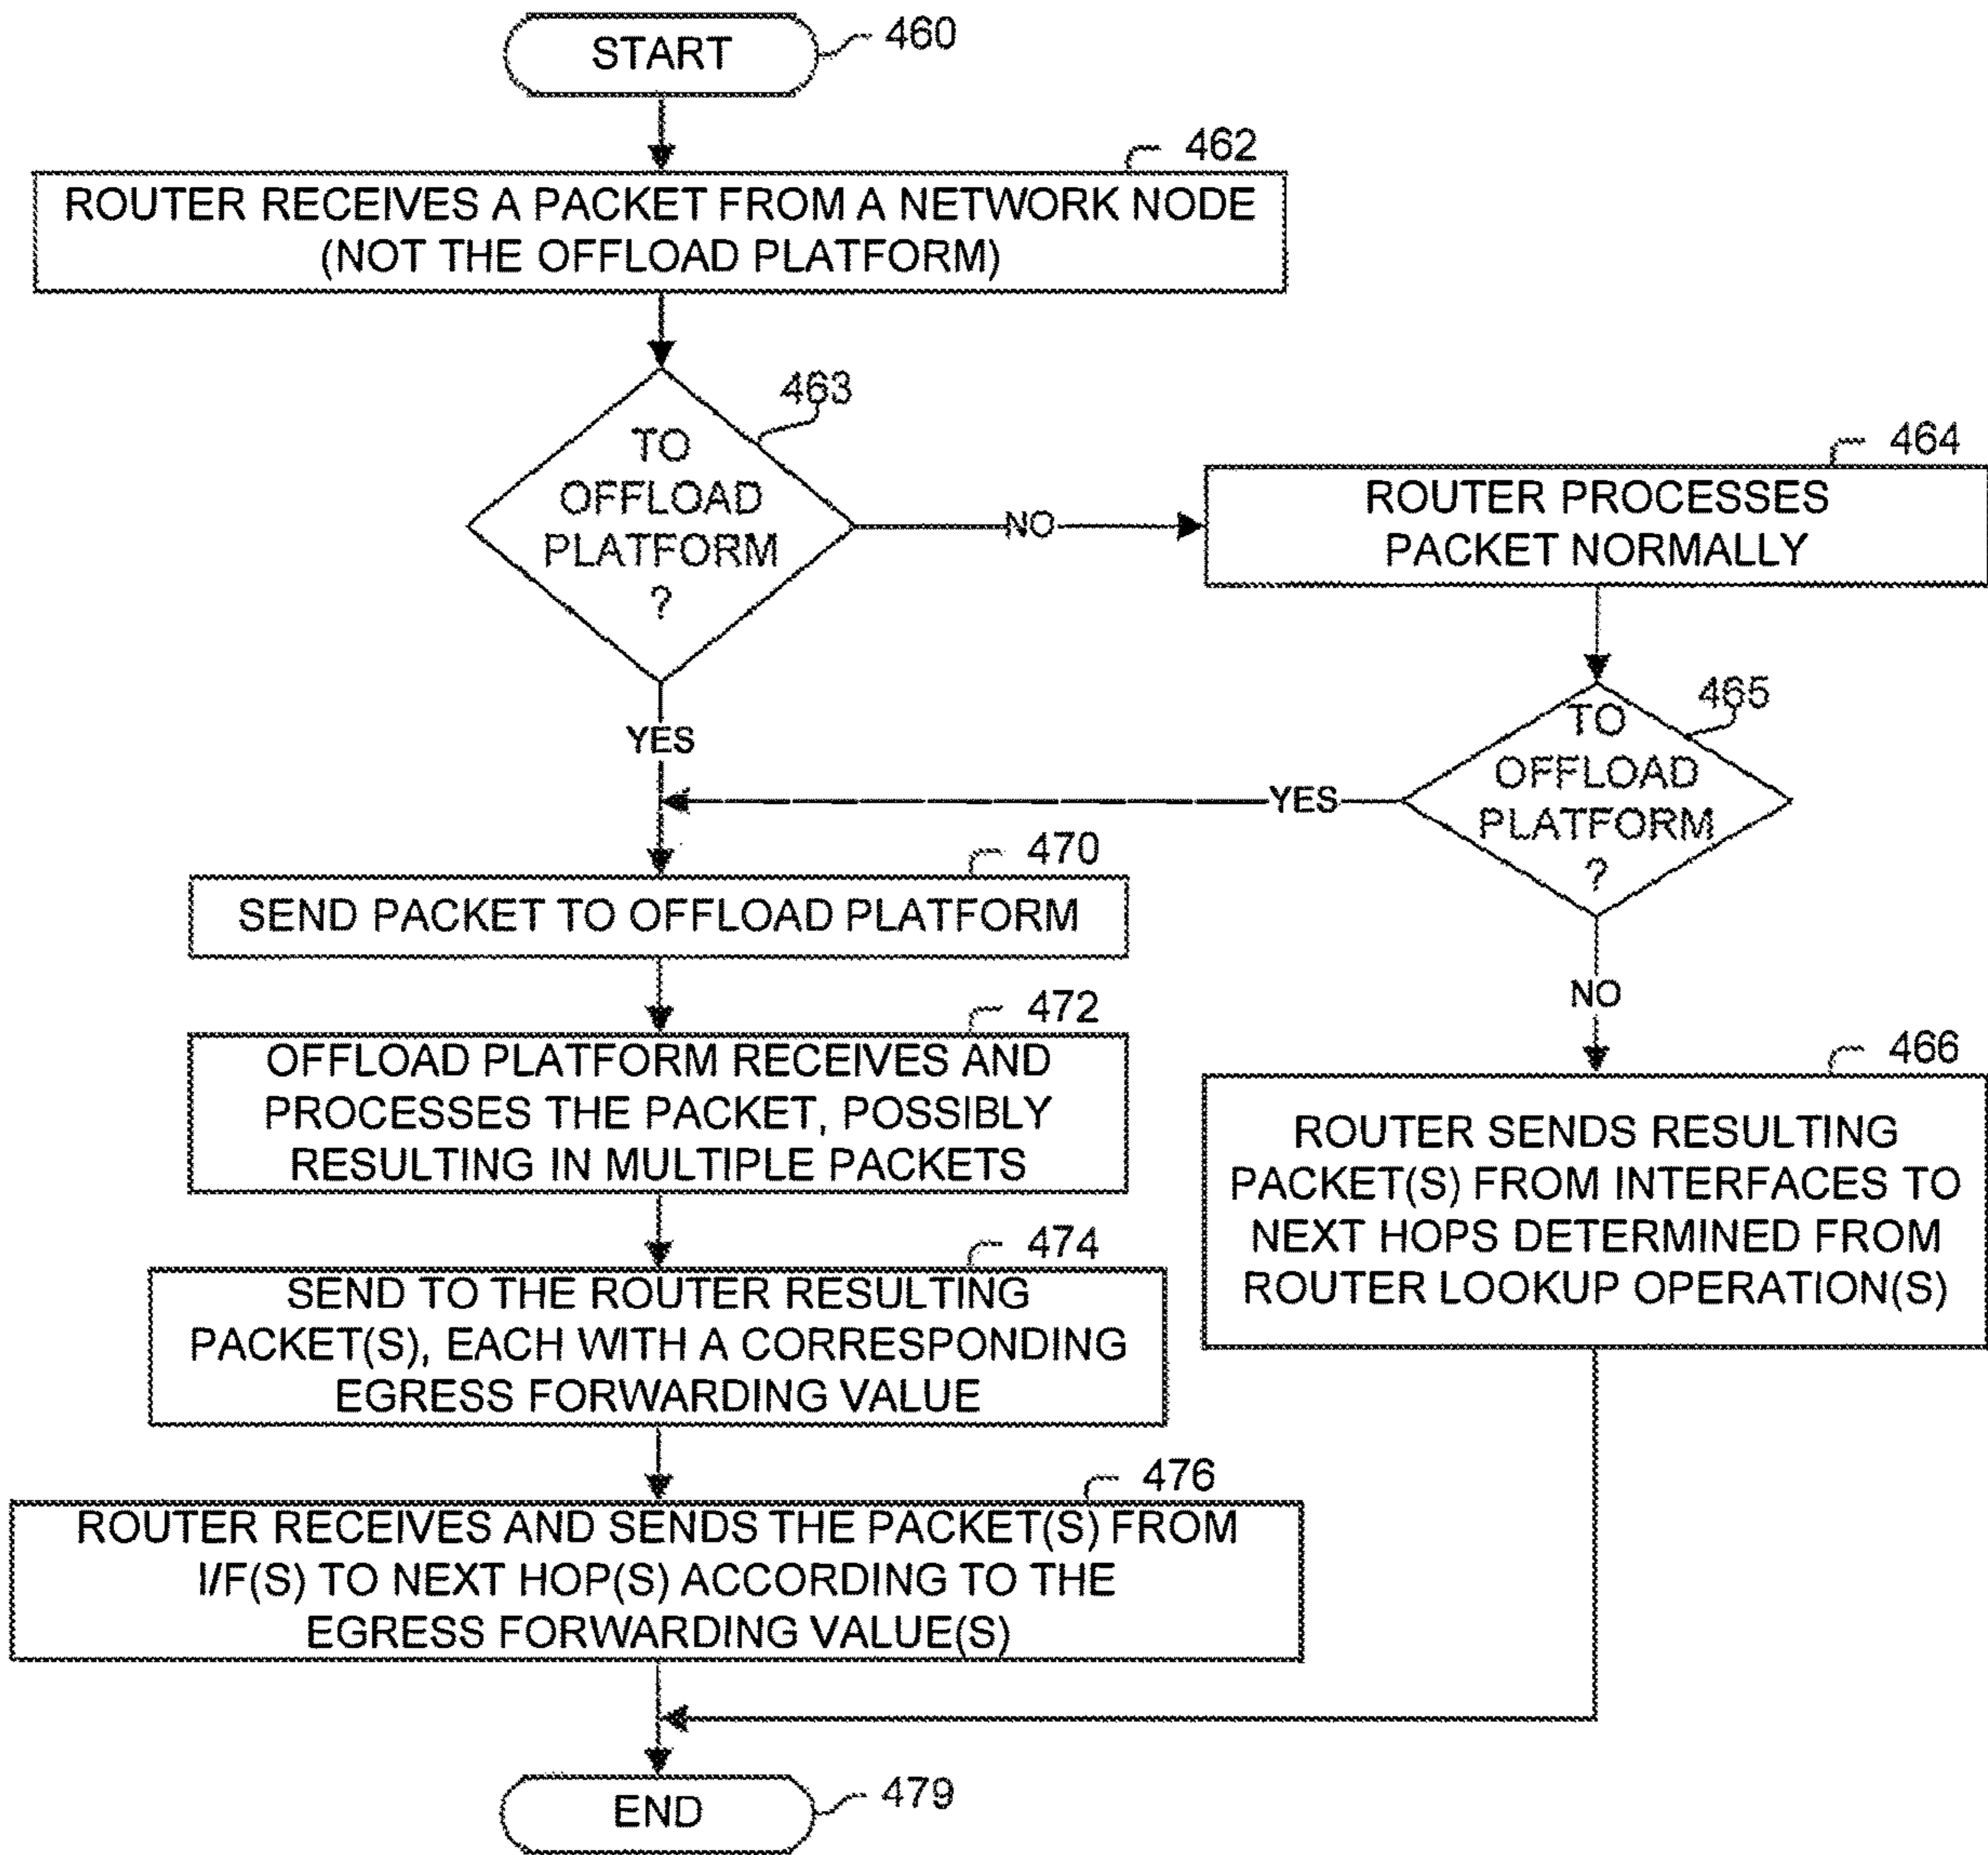 START
460
462
ROUTER RECEIVES A PACKET FROM A NETWORK NODE
(NOT THE OFFLOAD PLATFORM)
463
TO
OFFLOAD
PLATFORM
?
NO
464
ROUTER PROCESSES
PACKET NORMALLY
YES
465
TO
OFFLOAD
PLATFORM
?
YES
NO
470
SEND PACKET TO OFFLOAD PLATFORM
472
OFFLOAD PLATFORM RECEIVES AND
PROCESSES THE PACKET, POSSIBLY
RESULTING IN MULTIPLE PACKETS
466
ROUTER SENDS RESULTING
PACKET(S) FROM INTERFACES TO
NEXT HOPS DETERMINED FROM
ROUTER LOOKUP OPERATION(S)
474
SEND TO THE ROUTER RESULTING
PACKET(S), EACH WITH A CORRESPONDING
EGRESS FORWARDING VALUE
476
ROUTER RECEIVES AND SENDS THE PACKET(S) FROM
I/F(S) TO NEXT HOP(S) ACCORDING TO THE
EGRESS FORWARDING VALUE(S)
END
479